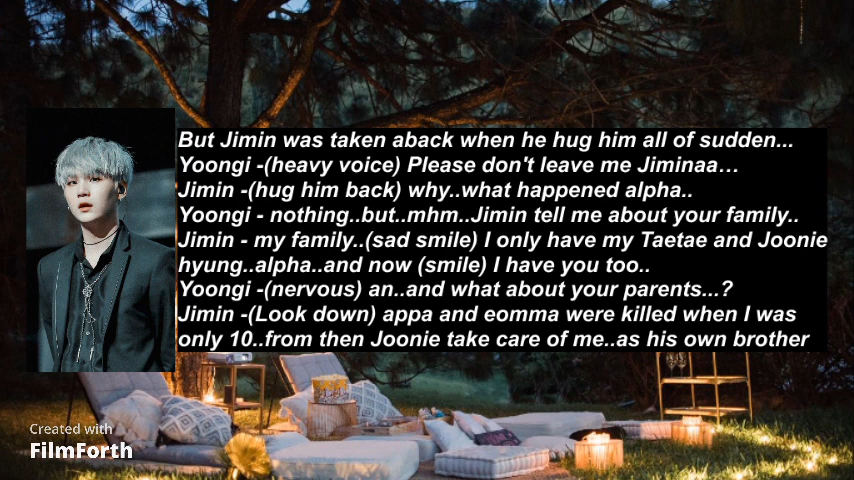 But Jimin was taken aback when he hug him all of sudden...
Yoongi -(heavy voice) Please don't leave me Jiminaa...
Jimin -(hug him back) why..what happened alpha..
Yoongi - nothing..but..mhm..Jimin tell me about your family..
Jimin - my family..(sad smile) I only have my Taetae and Joonie
hyung..alpha..and now (smile) I have you too..
Yoongi -(nervous) an..and what about your parents...?
Jimin -(Look down) appa and eomma were killed when I was
only 10..from then Joonie take care of me..as his own brother
Created with
FilmForth